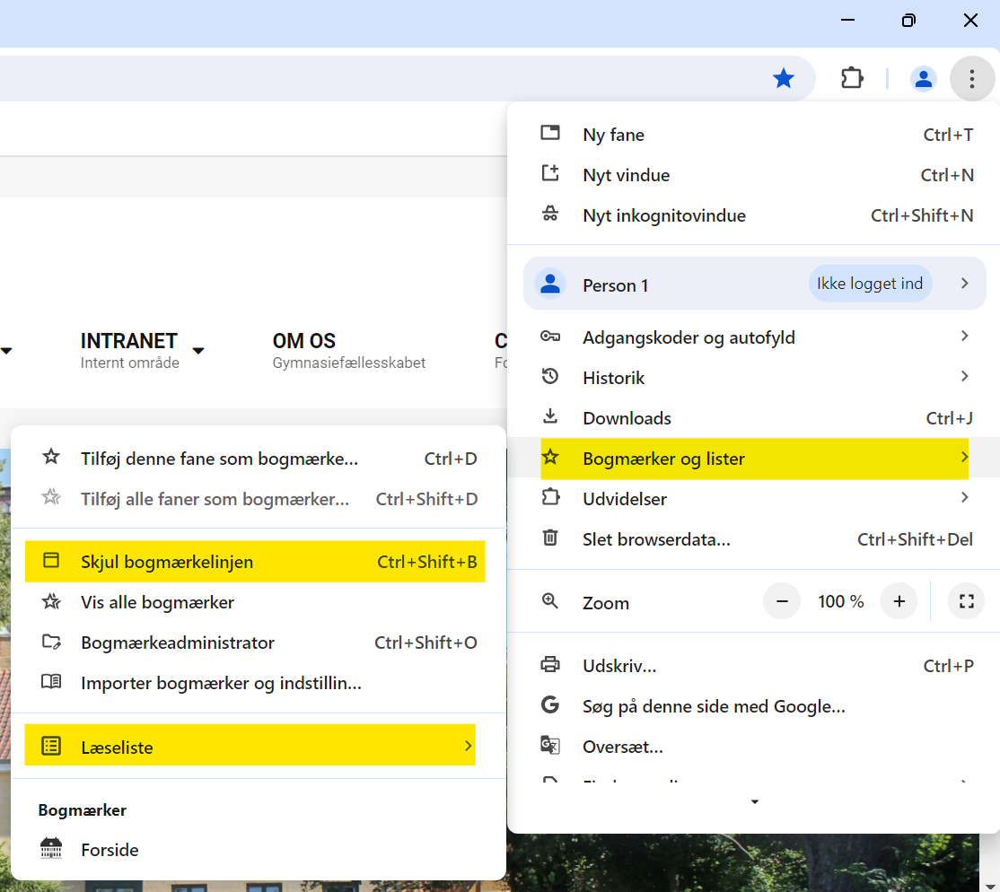 Ny fane Ctrl+T
Nyt vindue Ctrl+N
Nyt inkognitovindue Ctrl+Shift+N
Person 1 Ikke logget ind
Adgangskoder og autofyld
Historik
Downloads Ctrl+J
Bogmærker og lister
Udvidelser
Slet browserdata... Ctrl+Shift+Del
Zoom − 100 % +
Udskriv... Ctrl+P
Søg på denne side med Google...
Oversæt...
INTRANET
Internt område
OM OS
Gymnasiefællesskabet
Tilføj denne fane som bogmærke... Ctrl+D
Tilføj alle faner som bogmærker... Ctrl+Shift+D
Skjul bogmærkelinjen Ctrl+Shift+B
Vis alle bogmærker
Bogmærkeadministrator Ctrl+Shift+O
Importer bogmærker og indstillin...
Læseliste
Bogmærker
Forside